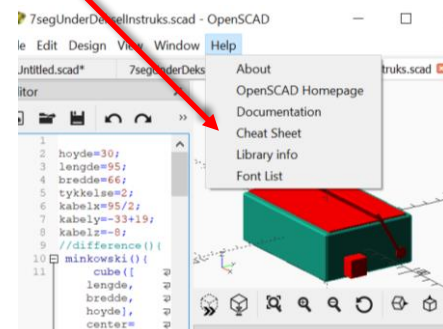 7segUnderDekselInstruks.scad - OpenSCAD
le Edit Design View Window Help
Untitled.scad* 7segUnderDeks truks.scad
itor
About
OpenSCAD Homepage
Documentation
Cheat Sheet
Library info
Font List
1
2 hoyde=30;
3 lengde=95;
4 bredde=66;
5 tykkelse=2;
6 kabelx=95/2;
7 kabely=-33+19;
8 kabelz=-8;
9 //difference(){
10 minkowski(){
11 cube([
lengde,
bredde,
hoyde],
center=